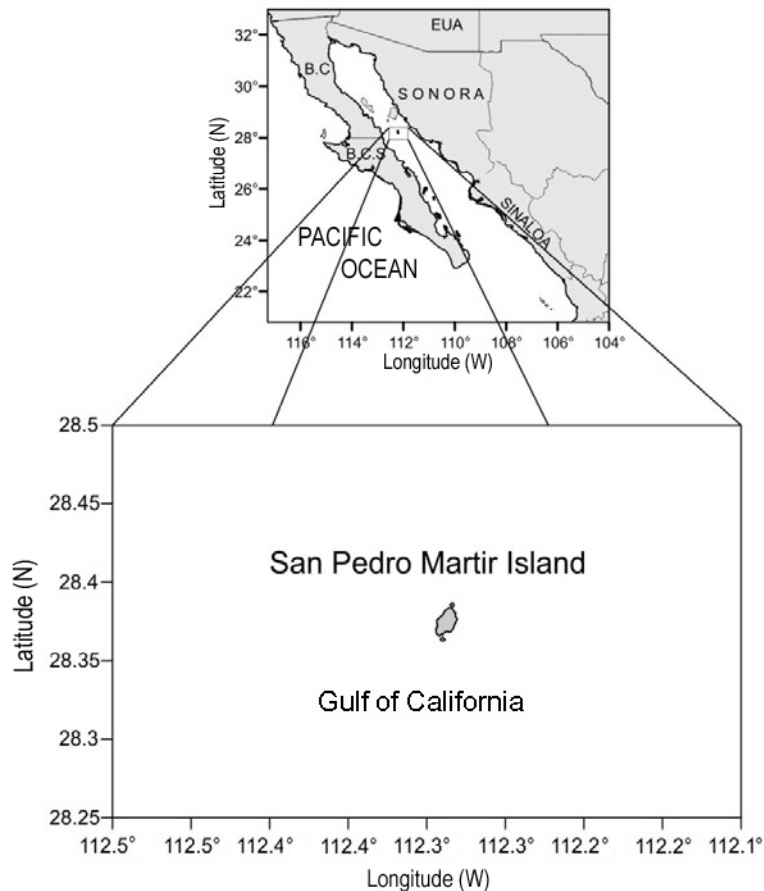 32°
30°
28°
26°
24°
22°
Latitude (N)
EUA
B.C
SONORA
B.C.S
SINALOA
PACIFIC
OCEAN
116° 114° 112° 110° 108° 106° 104°
Longitude (W)
28.5
28.45
28.4
28.35
28.3
28.25
Latitude (N)
San Pedro Martir Island
Gulf of California
112.5° 112.5° 112.4° 112.4° 112.3° 112.3° 112.2° 112.2° 112.1°
Longitude (W)